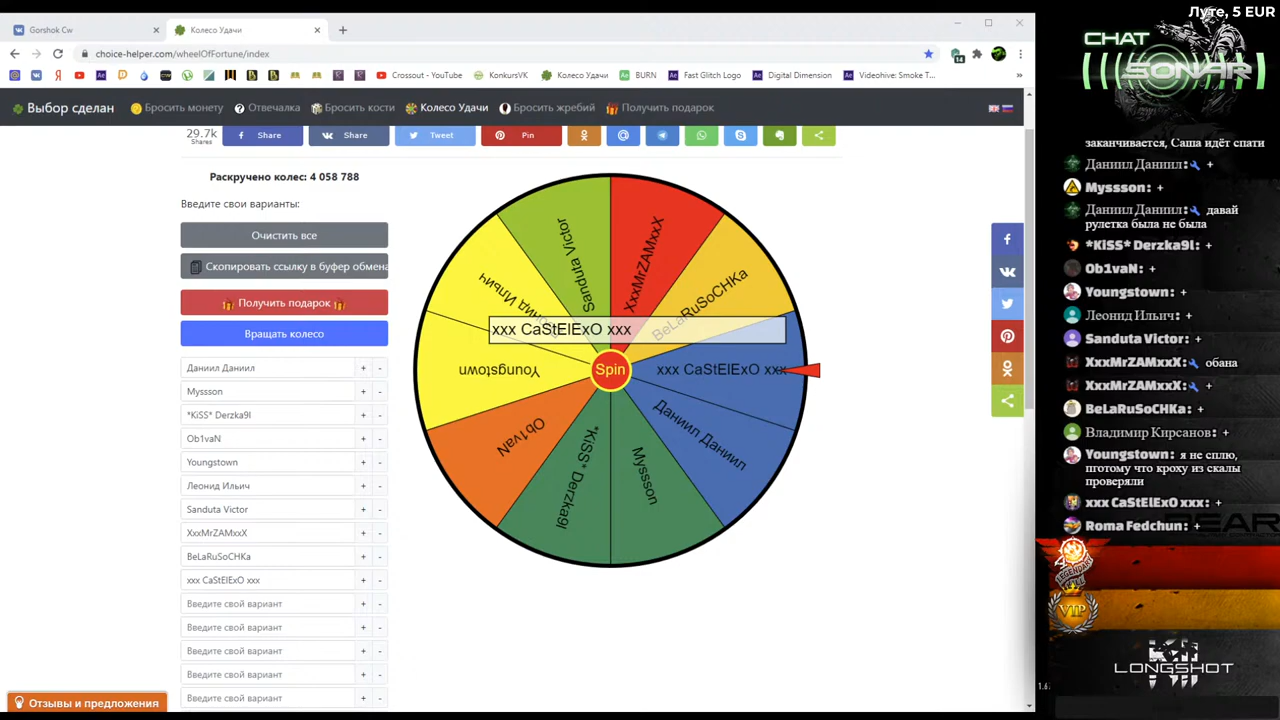 Луте, 5 EUR
Gorshok Cw
Колесо Удачи
choice-helper.com/wheelOfFortune/index
14
Crossout - YouTube
KonkursVK
Колесо Удачи
BURN
Fast Glitch Logo
Digital Dimension
Videohive: Smoke T...
Выбор сделан
Бросить монету
Отвечалка
Бросить кости
Колесо Удачи
Бросить жребий
Получить подарок
29.7k
Shares
Share
Share
Tweet
Pin
Раскручено колес: 4 058 788
Введите свои варианты:
Очистить все
Скопировать ссылку в буфер обмена
Получить подарок
Вращать колесо
Даниил Даниил
Myssson
*KiSS* Derzka9l
Ob1vaN
Youngstown
Леонид Ильич
Sanduta Victor
XxxMrZAMxxX
BeLaRuSoCHKa
xxx CaStElExO xxx
Введите свой вариант
Введите свой вариант
Введите свой вариант
Введите свой вариант
Введите свой вариант
Отзывы и предложения
Sanduta Victor
XxxMrZAMxxX
BeLaRuSoCHKa
xxx CaStElExO xxx
xxx CaStElExO xxx
Spin
Youngstown
Даниил Даниил
Ob1vaN
*KiSS* Derzka9l
Myssson
CHAT
SONAR
заканчивается, Саша идёт спати
Даниил Даниил: +
Myssson: +
Даниил Даниил: давай
рулетка была не была
*KiSS* Derzka9l: +
Ob1vaN: +
Youngstown: +
Леонид Ильич: +
Sanduta Victor: +
XxxMrZAMxxX: обана
XxxMrZAMxxX: +
BeLaRuSoCHKa: +
Владимир Кирсанов: +
Youngstown: я не сплю,
пготому что кроху из скалы
проверяли
xxx CaStElExO xxx: +
Roma Fedchun: +
VIP
LONGSHOT